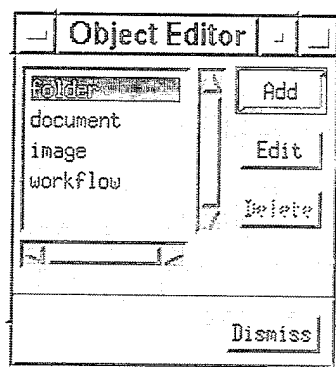 Object Editor
folder
document
image
workflow
Add
Edit
Delete
Dismiss